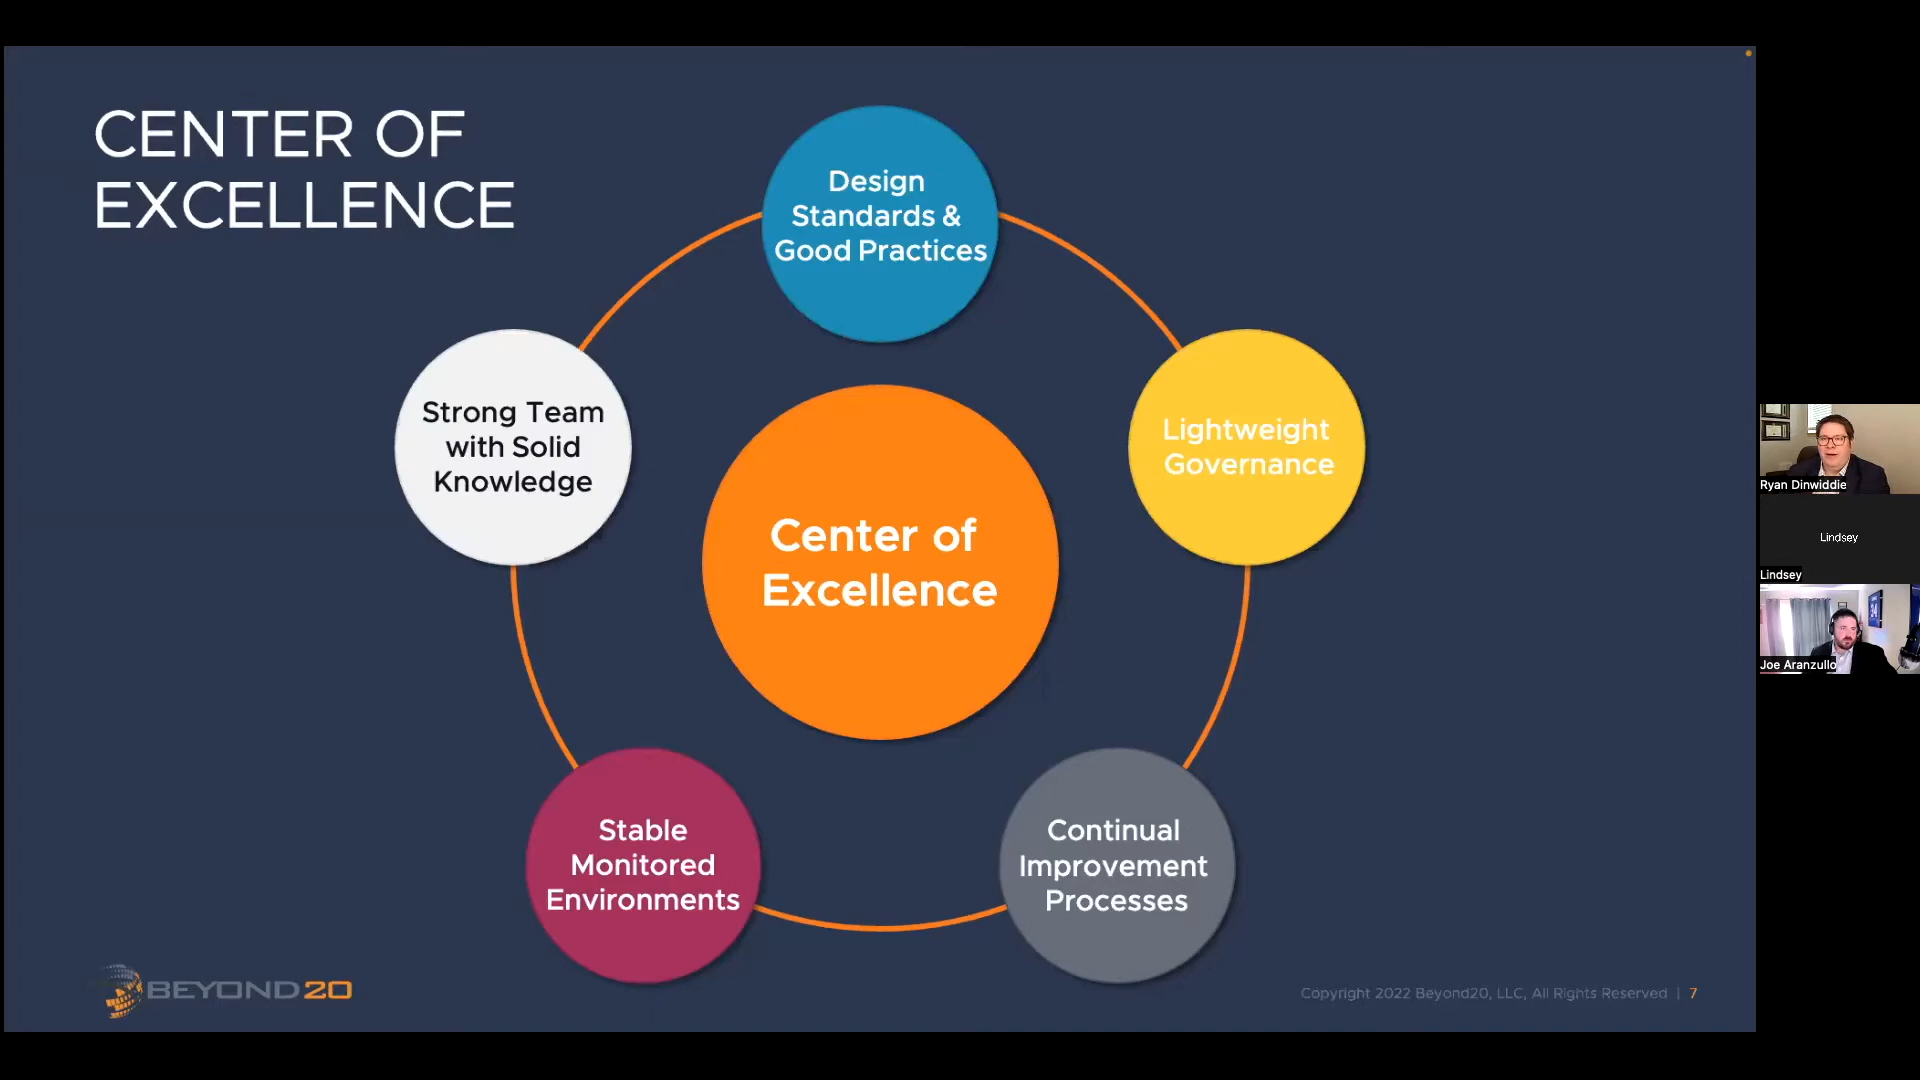 CENTER OF
EXCELLENCE
Design
Standards &
Good Practices
Strong Team
with Solid
Knowledge
Lightweight
Governance
Center of
Excellence
Stable
Monitored
Environments
Continual
Improvement
Processes
BEYOND20
Copyright 2022 Beyond20, LLC, All Rights Reserved | 7
Ryan Dinwiddie
Lindsey
Lindsey
Joe Aranzullo